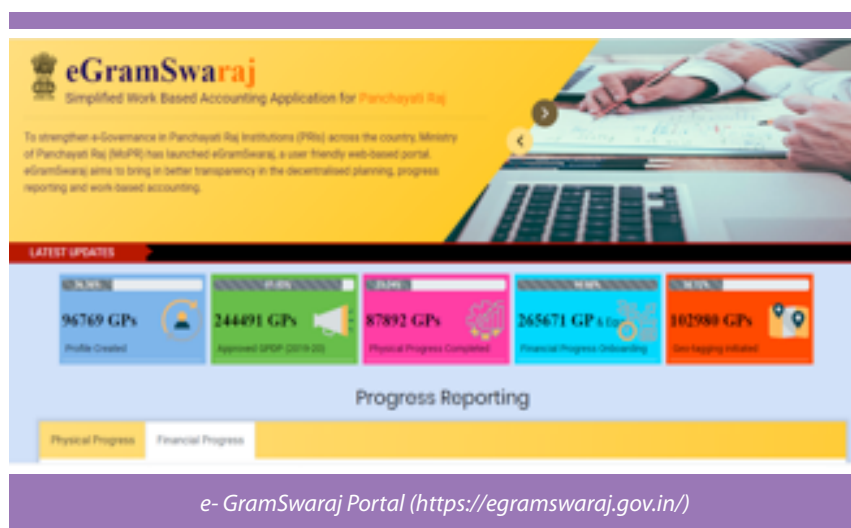 eGramSwaraj
Simplified Work Based Accounting Application for Panchayati Raj
To strengthen e-Governance in Panchayat Raj Institutions (PRIs) across the country, Ministry
of Panchayati Raj (MoPR) has launched eGramSwaraj, a user friendly web-based portal.
eGramSwaraj aims to bring in better transparency in the decentralised planning, progress
reporting and work-based accounting.
LATEST UPDATES
96769 GPs
Profile Created
244491 GPs
Approved GPDP (2019-20)
87892 GPs
Physical Progress Completed
265671 GP & Eqv
Financial Progress Onboarding
102980 GPs
Geo-tagging initiated
Progress Reporting
Physical Progress Financial Progress
e- GramSwaraj Portal (https://egramswaraj.gov.in/)